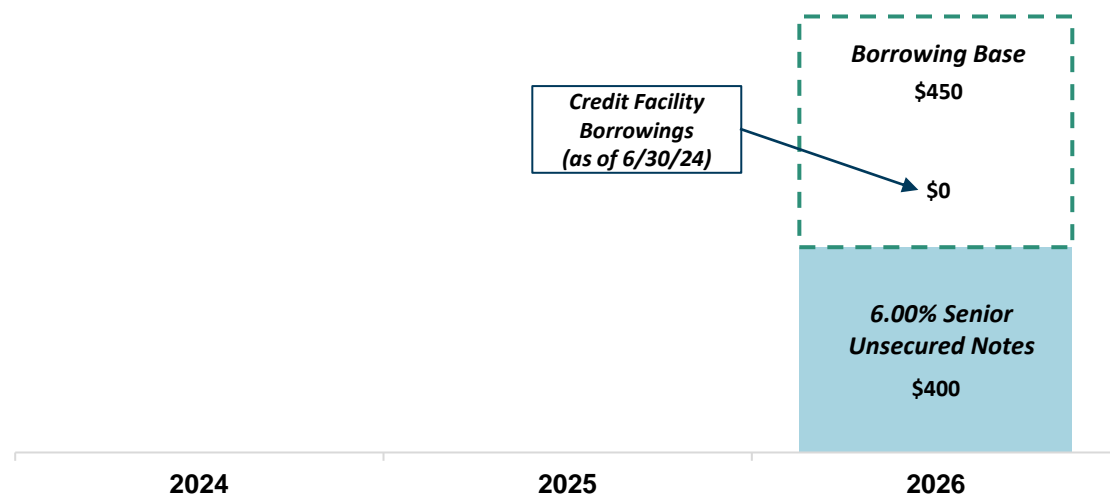 Borrowing Base
$450
Credit Facility
Borrowings
(as of 6/30/24)
$0
6.00% Senior
Unsecured Notes
$400
2024
2025
2026